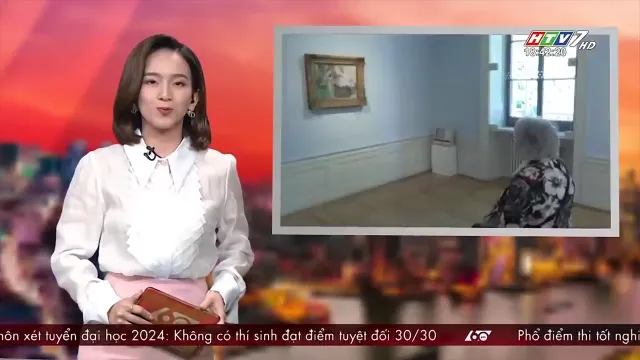 HTV7 HD
18:42:20
hôn xét tuyển đại học 2024: Không có thí sinh đạt điểm tuyệt đối 30/30
60
Phổ điểm thi tốt nghi